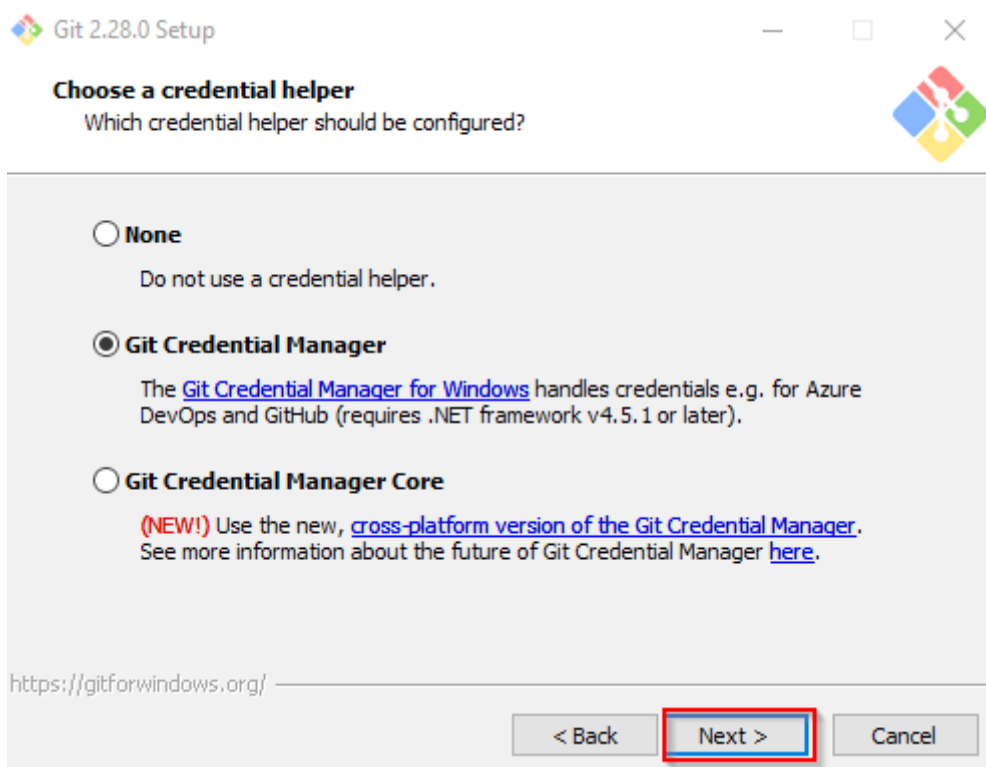 Git 2.28.0 Setup
Choose a credential helper
Which credential helper should be configured?
None
Do not use a credential helper.
Git Credential Manager
The Git Credential Manager for Windows handles credentials e.g. for Azure
DevOps and GitHub (requires .NET framework v4.5.1 or later).
Git Credential Manager Core
(NEW!) Use the new, cross-platform version of the Git Credential Manager.
See more information about the future of Git Credential Manager here.
https://gitforwindows.org/
< Back Next > Cancel